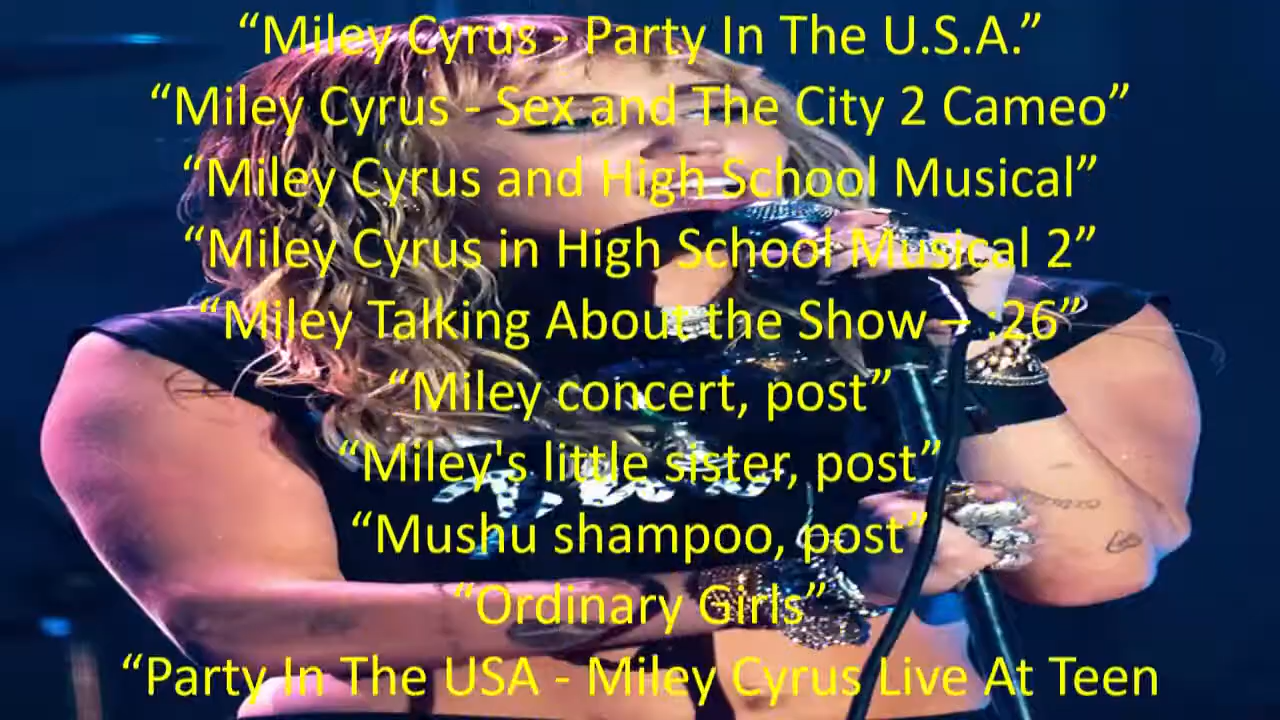 “Miley Cyrus - Party In The U.S.A.”
“Miley Cyrus - Sex and The City 2 Cameo”
“Miley Cyrus and High School Musical”
“Miley Cyrus in High School Musical 2”
“Miley Talking About the Show – :26”
“Miley concert, post”
“Miley's little sister, post”
“Mushu shampoo, post”
“Ordinary Girls”
“Party In The USA - Miley Cyrus Live At Teen